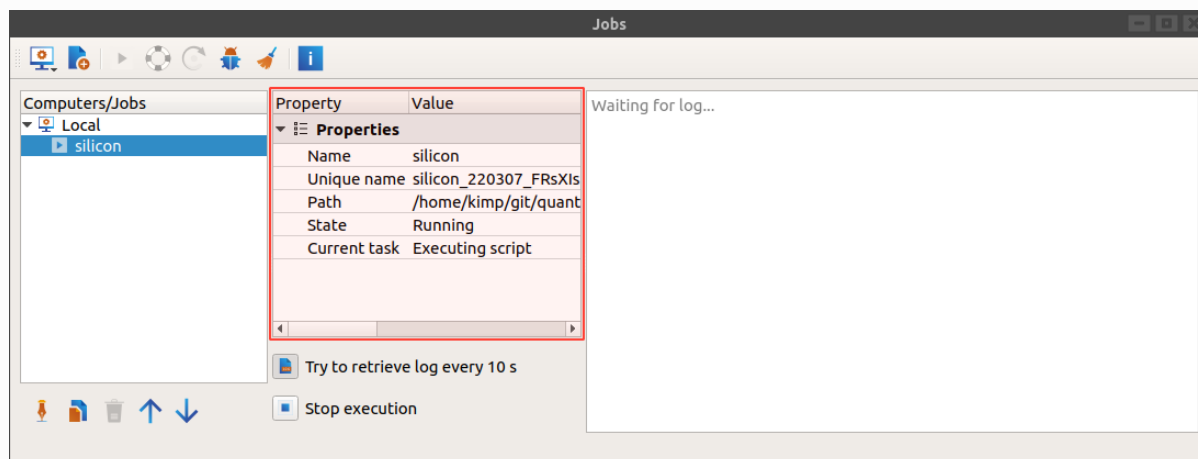 Jobs
Computers/Jobs
Local
silicon
Property Value
Properties
Name silicon
Unique name silicon_220307_FRsXIs
Path /home/kimp/git/quant
State Running
Current task Executing script
Try to retrieve log every 10 s
Stop execution
Waiting for log...